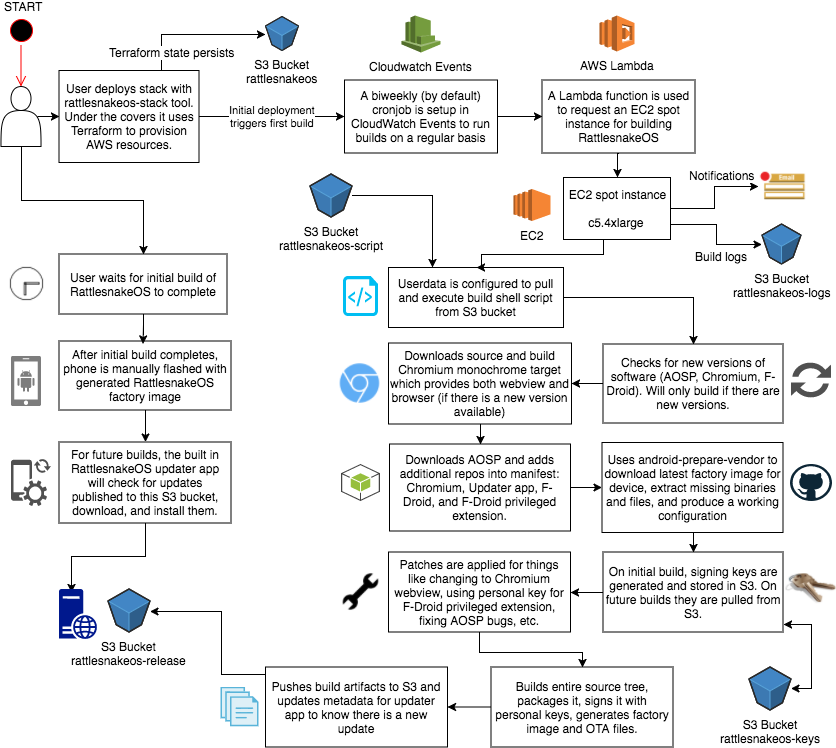 START
Terraform state persists
S3 Bucket
rattlesnakeos
Cloudwatch Events
AWS Lambda
User deploys stack with
rattlesnakeos-stack tool.
Under the covers it uses
Terraform to provision
AWS resources.
Initial deployment
triggers first build
A biweekly (by default)
cronjob is setup in
CloudWatch Events to run
builds on a regular basis
A Lambda function is used
to request an EC2 spot
instance for building
RattlesnakeOS
S3 Bucket
rattlesnakeos-script
EC2
EC2 spot instance
c5.4xlarge
Notifications
Email
Build logs
S3 Bucket
rattlesnakeos-logs
User waits for initial build of
RattlesnakeOS to complete
Userdata is configured to pull
and execute build shell script
from S3 bucket
After initial build completes,
phone is manually flashed with
generated RattlesnakeOS
factory image
Downloads source and build
Chromium monochrome target
which provides both webview and
browser (if there is a new version
available)
Checks for new versions of
software (AOSP, Chromium, F-
Droid). Will only build if there are
new versions.
For future builds, the built in
RattlesnakeOS updater app
will check for updates
published to this S3 bucket,
download, and install them.
Downloads AOSP and adds
additional repos into manifest:
Chromium, Updater app, F-
Droid, and F-Droid privileged
extension.
Uses android-prepare-vendor to
download latest factory image for
device, extract missing binaries
and files, and produce a working
configuration
Patches are applied for things
like changing to Chromium
webview, using personal key for
F-Droid privileged extension,
fixing AOSP bugs, etc.
On initial build, signing keys are
generated and stored in S3. On
future builds they are pulled from
S3.
S3 Bucket
rattlesnakeos-release
Pushes build artifacts to S3 and
updates metadata for updater
app to know there is a new
update
Builds entire source tree,
packages it, signs it with
personal keys, generates factory
image and OTA files.
S3 Bucket
rattlesnakeos-keys